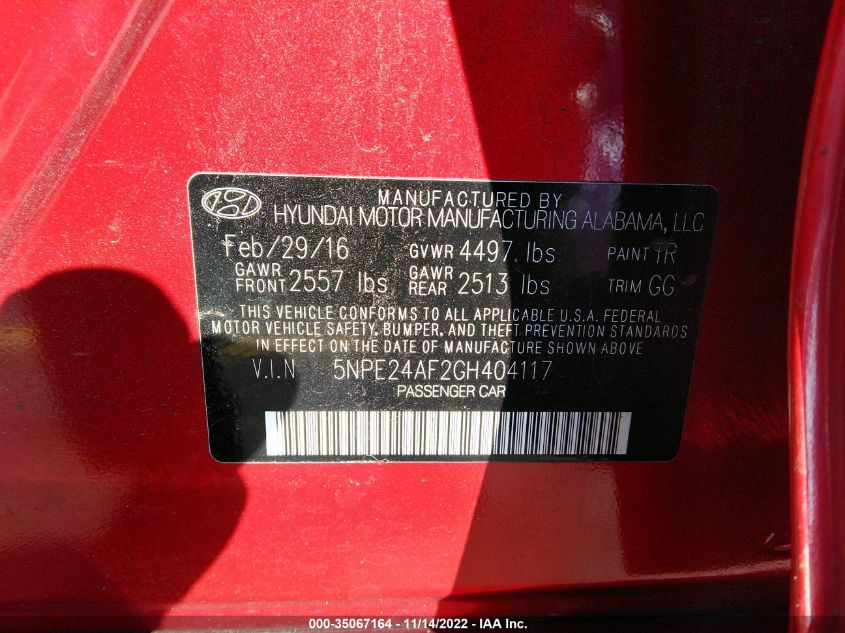 MANUFACTURED BY
HYUNDAI MOTOR MANUFACTURING ALABAMA, LLC
Feb/29/16 GVWR 4497 lbs PAINT TR
GAWR FRONT 2557 lbs GAWR REAR 2513 lbs TRIM GG
THIS VEHICLE CONFORMS TO ALL APPLICABLE U.S.A. FEDERAL
MOTOR VEHICLE SAFETY, BUMPER, AND THEFT PREVENTION STANDARDS
IN EFFECT ON THE DATE OF MANUFACTURE SHOWN ABOVE
V.I.N 5NPE24AF2GH404117
PASSENGER CAR
000-35067164 - 11/14/2022 - IAA Inc.